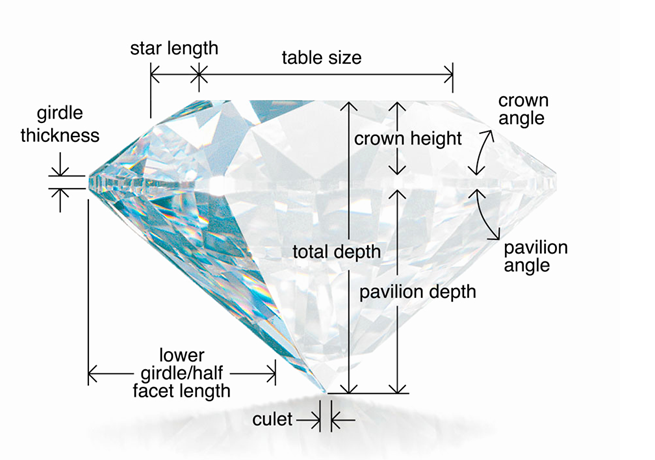 star length
table size
girdle
thickness
crown
angle
crown height
total depth
pavilion
angle
pavilion depth
lower
girdle/half
facet length
culet